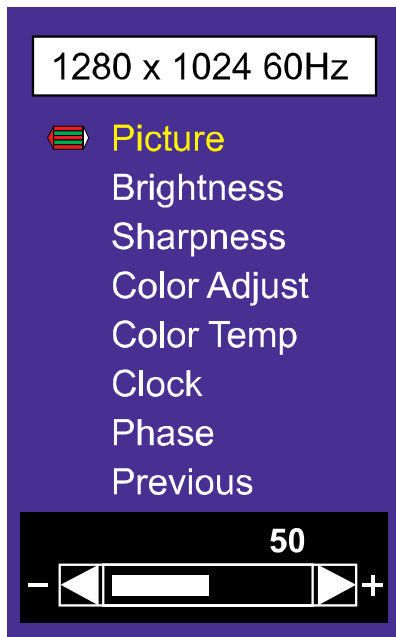 1280 x 1024 60Hz
Picture
Brightness
Sharpness
Color Adjust
Color Temp
Clock
Phase
Previous
50
- +